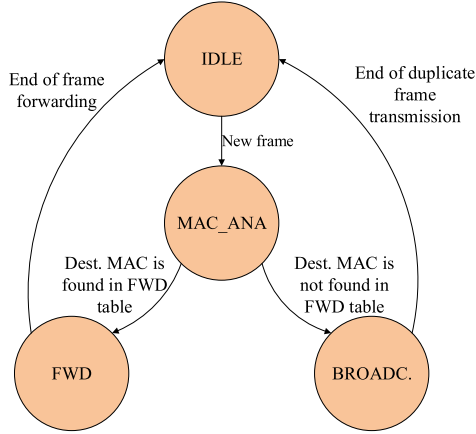 IDLE
End of frame
forwarding
End of duplicate
frame
transmission
New frame
MAC_ANA
Dest. MAC is
found in FWD
table
Dest. MAC is
not found in
FWD table
FWD
BROADC.